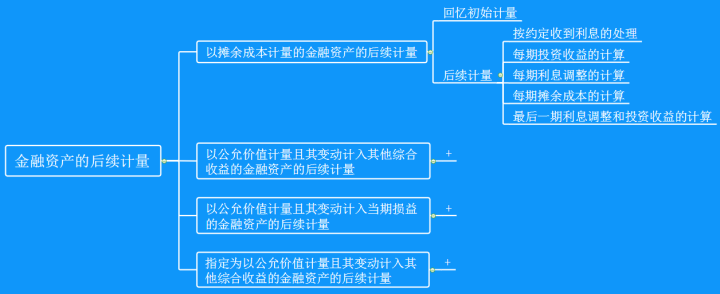 金融资产的后续计量
以摊余成本计量的金融资产的后续计量
回忆初始计量
后续计量
按约定收到利息的处理
每期投资收益的计算
每期利息调整的计算
每期摊余成本的计算
最后一期利息调整和投资收益的计算
以公允价值计量且其变动计入其他综合
收益的金融资产的后续计量
+
以公允价值计量且其变动计入当期损益
的金融资产的后续计量
+
指定为以公允价值计量且其变动计入其
他综合收益的金融资产的后续计量
+